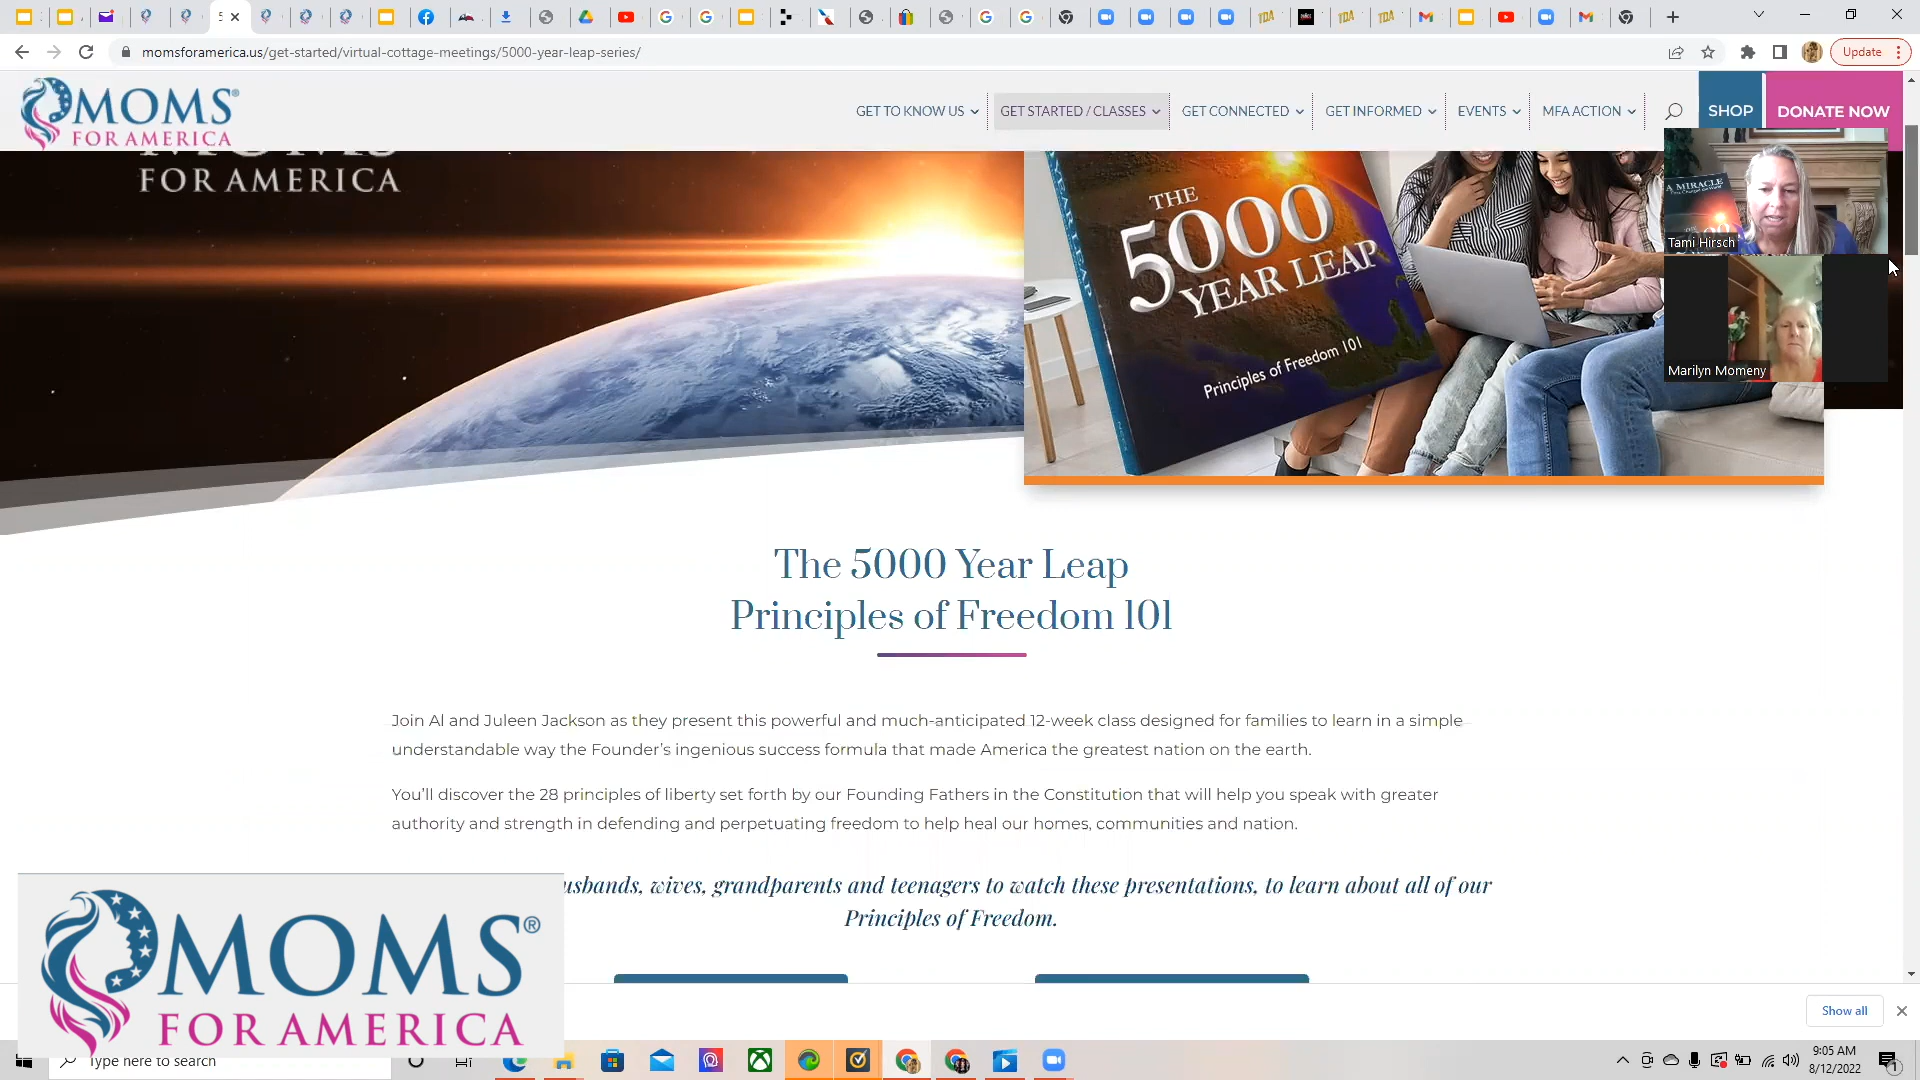 momsforamerica.us/get-started/virtual-cottage-meetings/5000-year-leap-series/
Update
MOMS®
FOR AMERICA
GET TO KNOW US
GET STARTED / CLASSES
GET CONNECTED
GET INFORMED
EVENTS
MFA ACTION
SHOP
DONATE NOW
FOR AMERICA
THE
5000
YEAR LEAP
Principles of Freedom 101
A MIRACLE
Tami Hirsch
Marilyn Momeny
The 5000 Year Leap
Principles of Freedom 101
Join Al and Juleen Jackson as they present this powerful and much-anticipated 12-week class designed for families to learn in a simple
understandable way the Founder's ingenious success formula that made America the greatest nation on the earth.
You'll discover the 28 principles of liberty set forth by our Founding Fathers in the Constitution that will help you speak with greater
authority and strength in defending and perpetuating freedom to help heal our homes, communities and nation.
usbands, wives, grandparents and teenagers to watch these presentations, to learn about all of our
Principles of Freedom.
MOMS®
FOR AMERICA
Show all
Type here to search
9:05 AM
8/12/2022
1